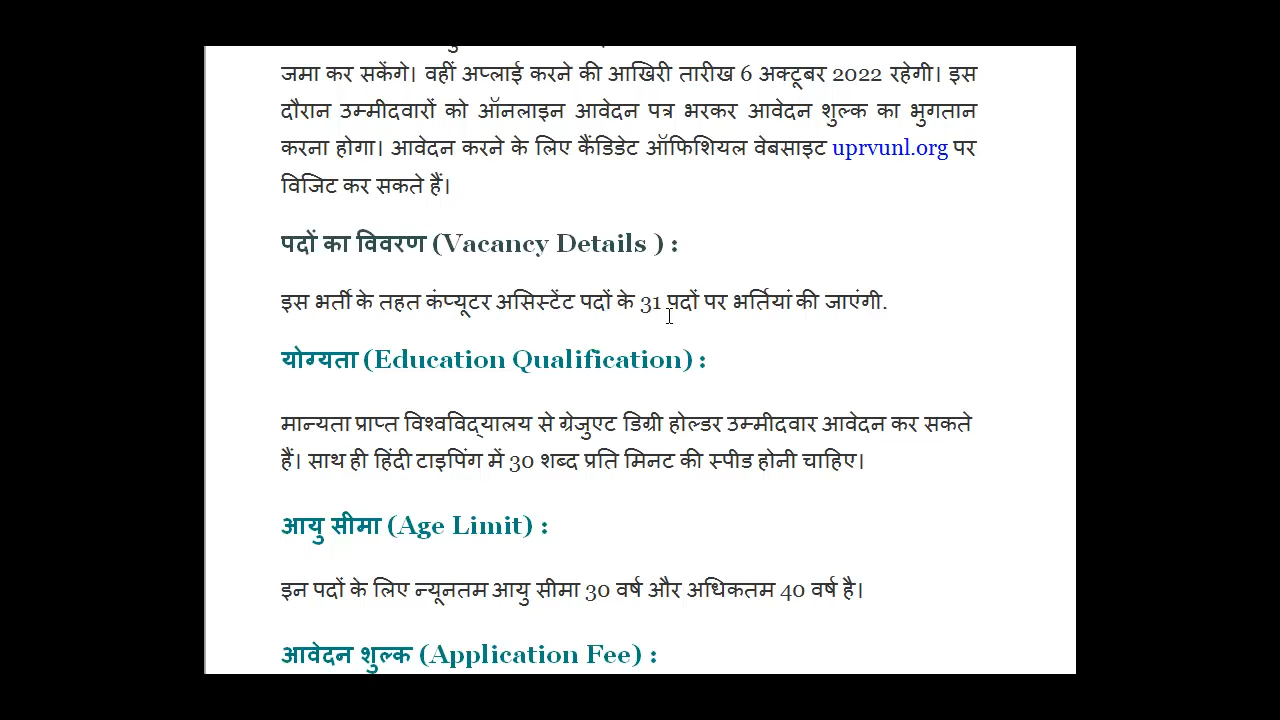 जमा कर सकेंगे। वहीं अप्लाई करने की आखिरी तारीख 6 अक्टूबर 2022 रहेगी। इस
दौरान उम्मीदवारों को ऑनलाइन आवेदन पत्र भरकर आवेदन शुल्क का भुगतान
करना होगा। आवेदन करने के लिए कैंडिडेट ऑफिशियल वेबसाइट uprvunl.org पर
विजिट कर सकते हैं।
पदों का विवरण (Vacancy Details ) :
इस भर्ती के तहत कंप्यूटर असिस्टेंट पदों के 31 पदों पर भर्तियां की जाएंगी.
योग्यता (Education Qualification) :
मान्यता प्राप्त विश्वविद्यालय से ग्रेजुएट डिग्री होल्डर उम्मीदवार आवेदन कर सकते
हैं। साथ ही हिंदी टाइपिंग में 30 शब्द प्रति मिनट की स्पीड होनी चाहिए।
आयु सीमा (Age Limit) :
इन पदों के लिए न्यूनतम आयु सीमा 30 वर्ष और अधिकतम 40 वर्ष है।
आवेदन शुल्क (Application Fee) :